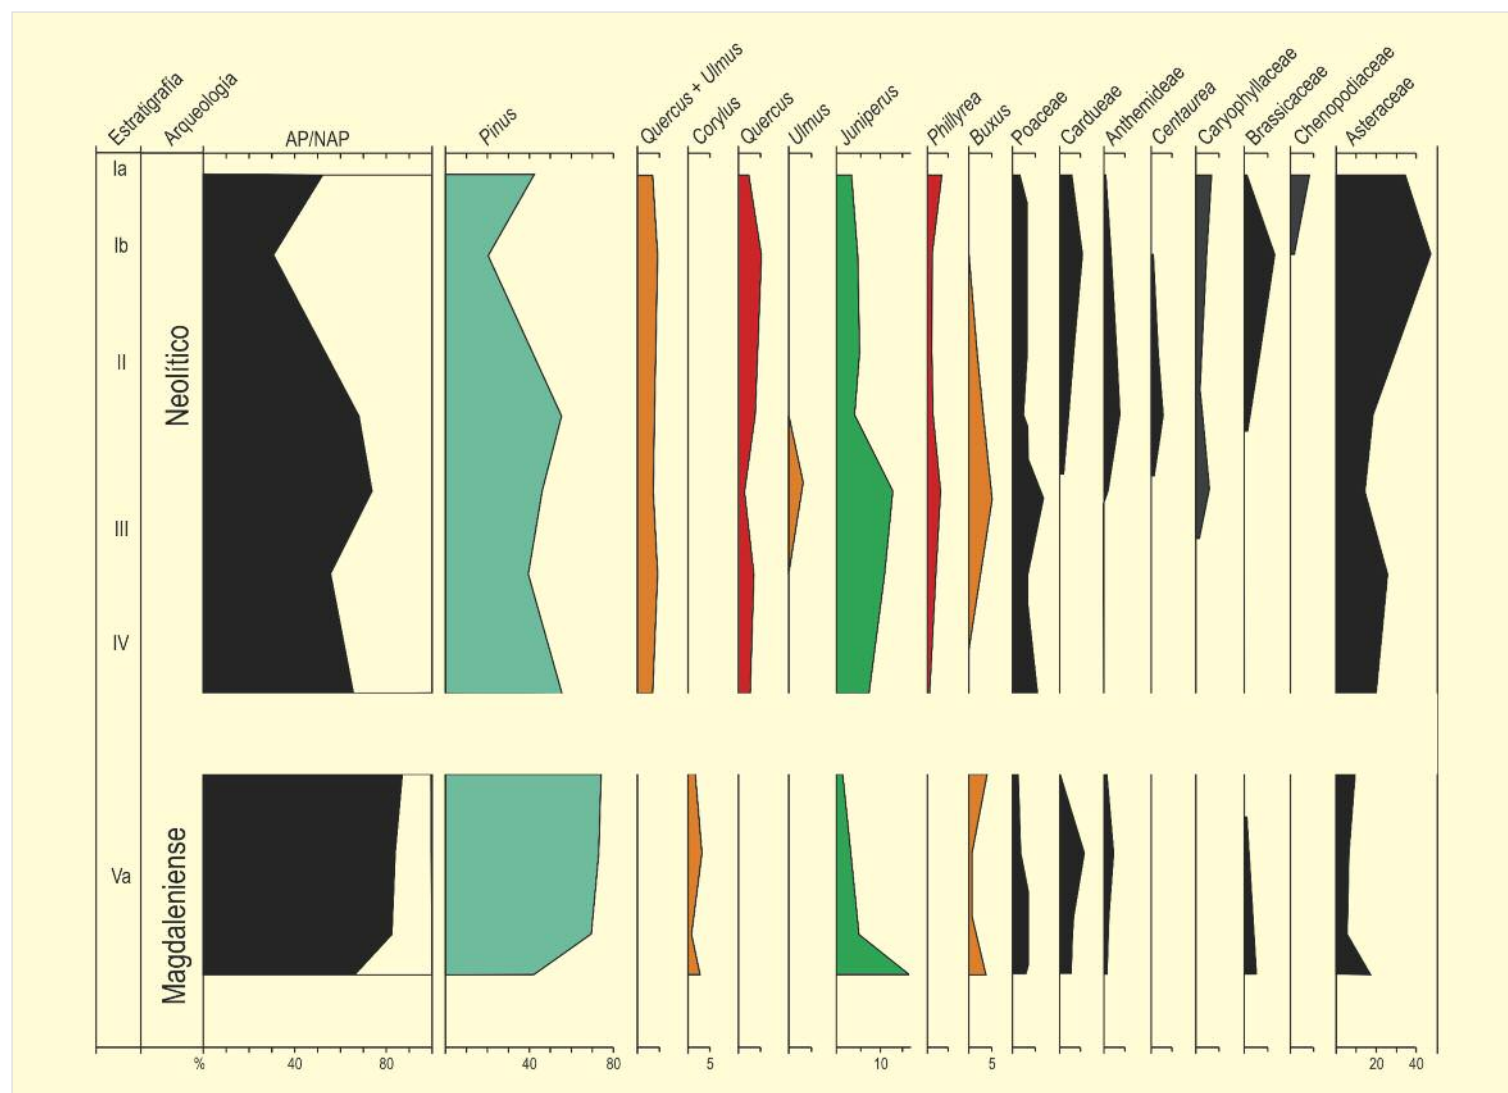 Estratigrafía
Arqueología
AP/NAP
Pinus
Quercus + Ulmus
Corylus
Quercus
Ulmus
Juniperus
Phillyrea
Buxus
Poaceae
Cardueae
Anthemideae
Centaurea
Caryophyllaceae
Brassicaceae
Chenopodiaceae
Asteraceae
Ia
Ib
II
III
IV
Va
Neolítico
Magdaleniense
% 40 80 40 80 5 10 5 20 40